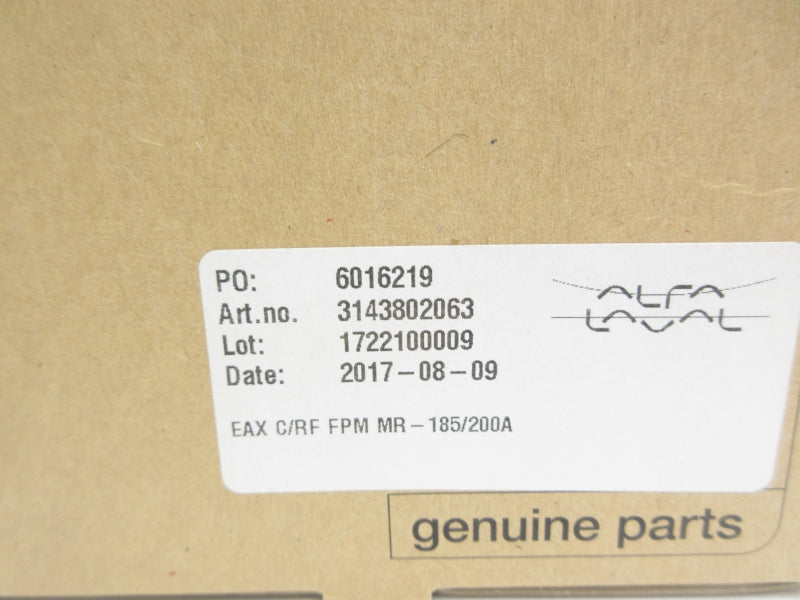 PO: 6016219
Art.no. 3143802063
Lot: 1722100009
Date: 2017-08-09
EAX C/RF FPM MR-185/200A
ALFA
LAVAL
genuine parts